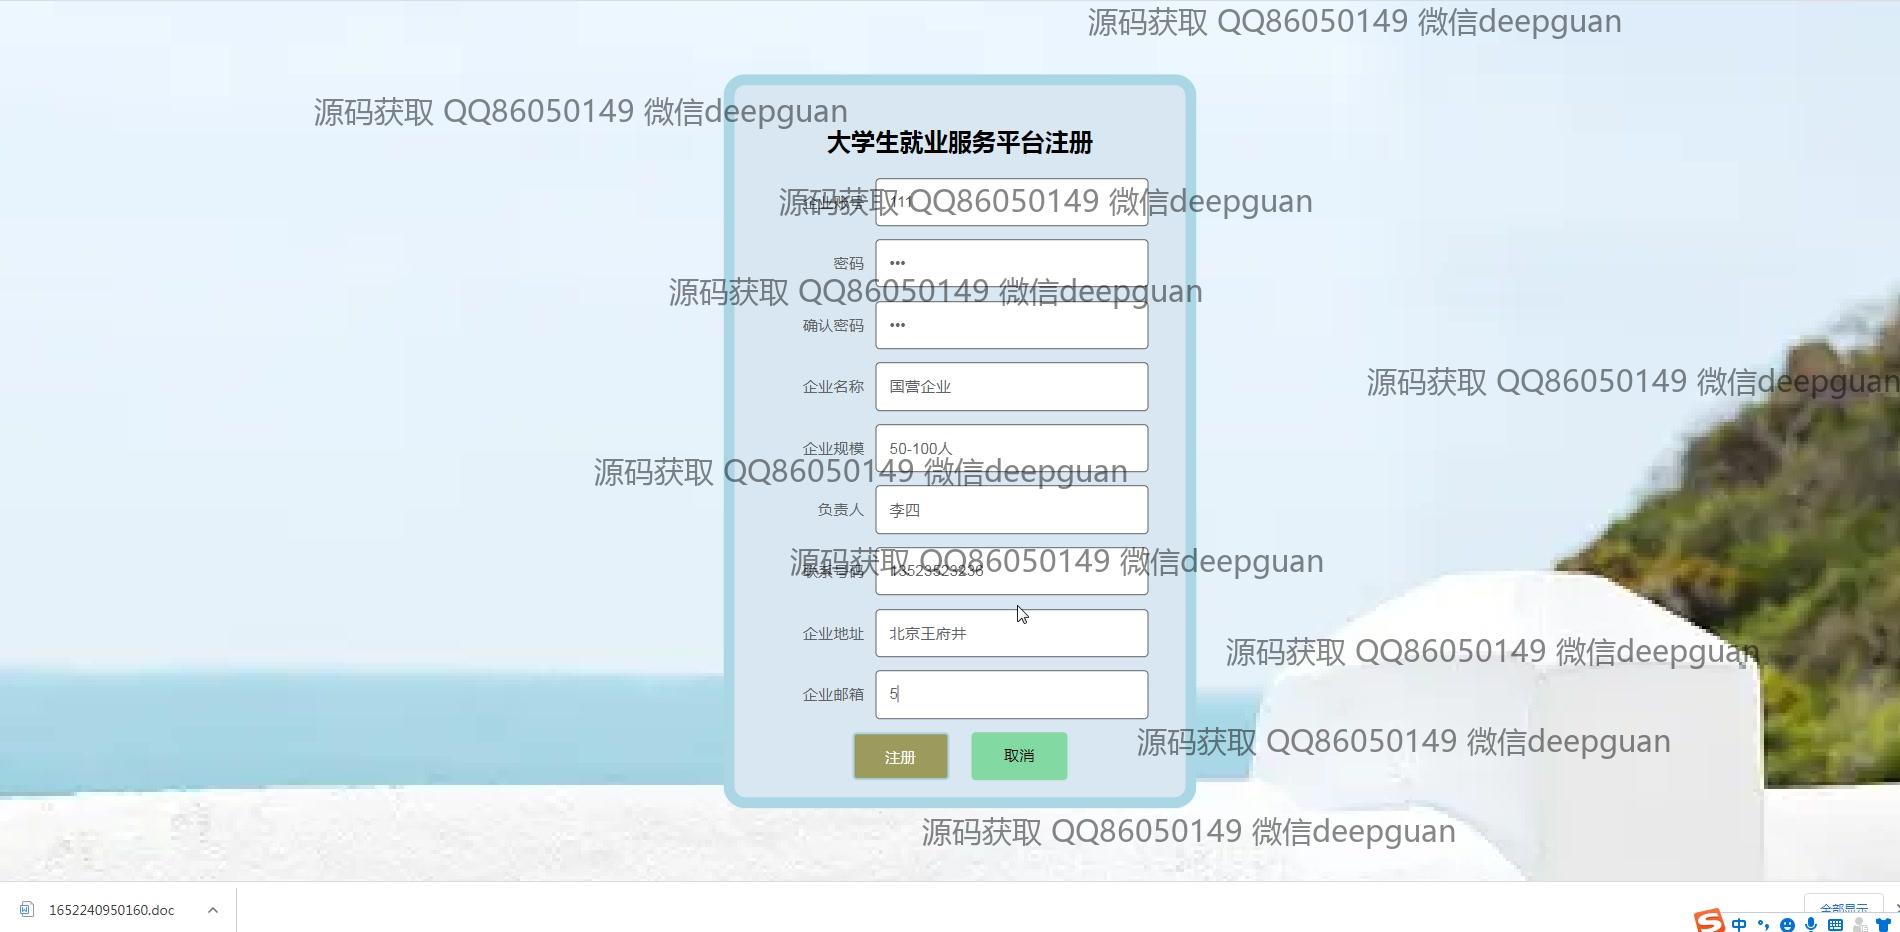 源码获取 QQ86050149 微信deepguan
源码获取 QQ86050149 微信deepguan
大学生就业服务平台注册
源码获取 QQ86050149 微信deepguan
企业账号 111
密码 •••
源码获取 QQ86050149 微信deepguan
确认密码 •••
源码获取 QQ86050149 微信deepguan
企业名称 国营企业
企业规模 50-100人
源码获取 QQ86050149 微信deepguan
负责人 李四
源码获取 QQ86050149 微信deepguan
联系号码 13523523236
企业地址 北京王府井
源码获取 QQ86050149 微信deepguan
企业邮箱 5
源码获取 QQ86050149 微信deepguan
注册 取消
源码获取 QQ86050149 微信deepguan
1652240950160.doc
全部显示
中